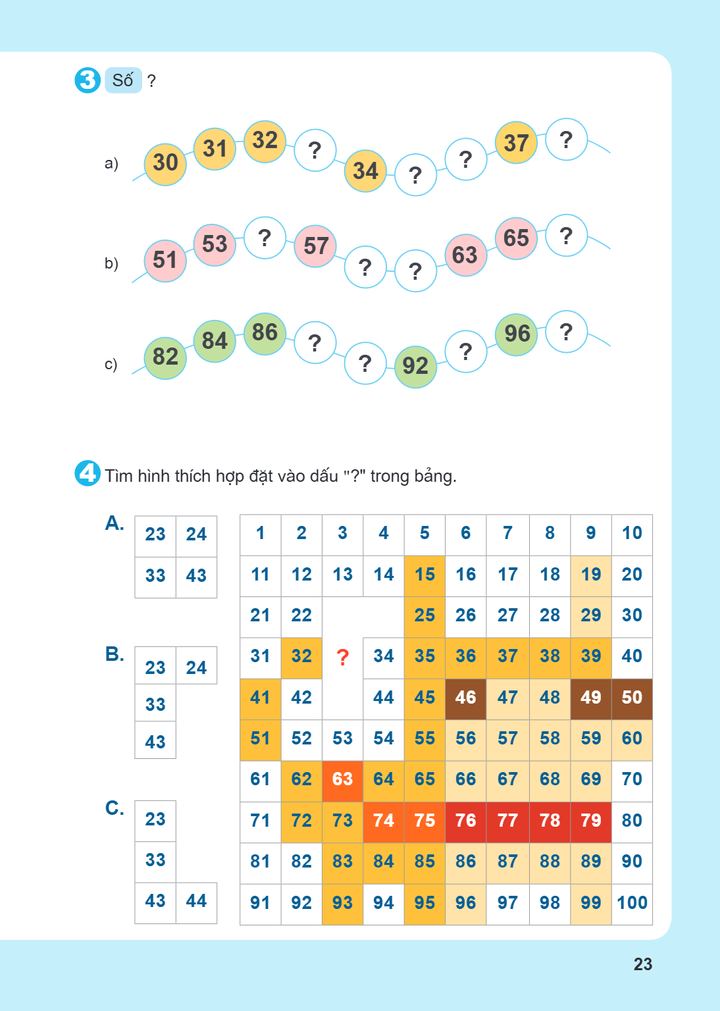 3 Số ?
a) 30 31 32 ? 34 ? ? 37 ?
b) 51 53 ? 57 ? ? 63 65 ?
c) 82 84 86 ? ? 92 ? 96 ?
4 Tìm hình thích hợp đặt vào dấu "?" trong bảng.
A.
23 24
33 43
B.
23 24
33
43
C.
23
33
43 44
1 2 3 4 5 6 7 8 9 10
11 12 13 14 15 16 17 18 19 20
21 22 25 26 27 28 29 30
31 32 ? 34 35 36 37 38 39 40
41 42 44 45 46 47 48 49 50
51 52 53 54 55 56 57 58 59 60
61 62 63 64 65 66 67 68 69 70
71 72 73 74 75 76 77 78 79 80
81 82 83 84 85 86 87 88 89 90
91 92 93 94 95 96 97 98 99 100
23